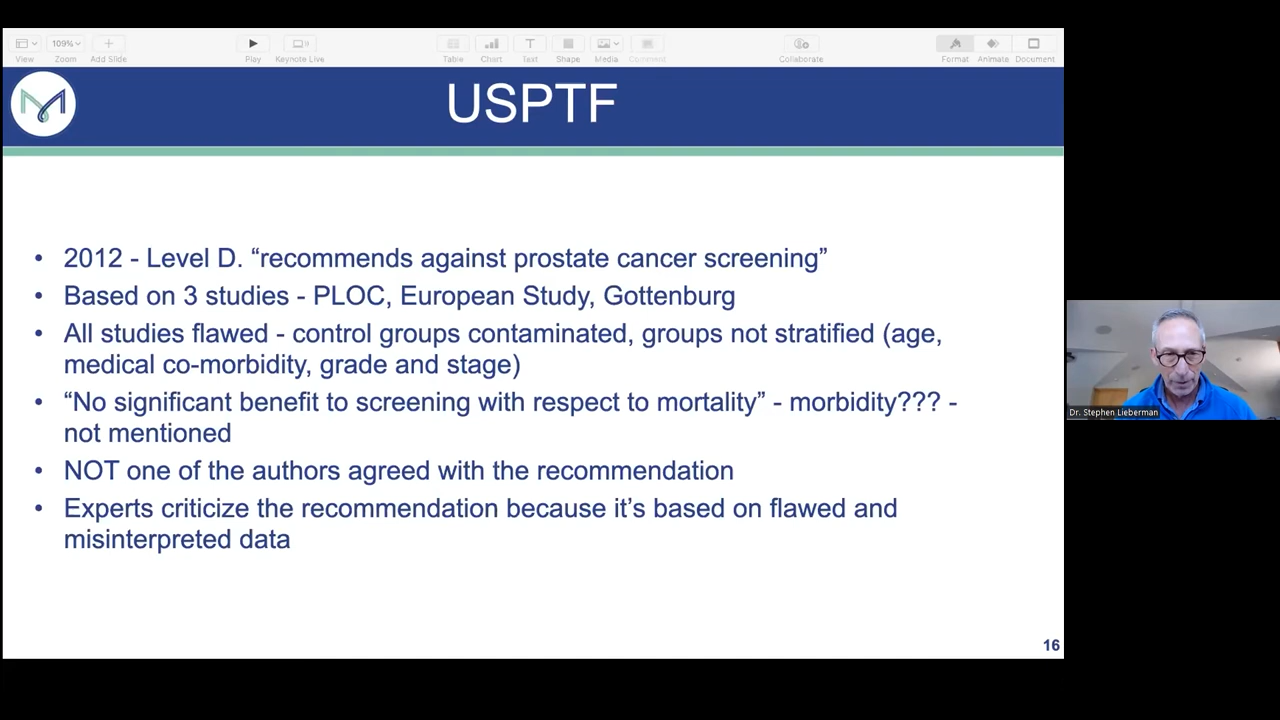 109%
View
Zoom
Add Slide
Play
Keynote Live
Table
Chart
Text
Shape
Media
Comment
Collaborate
Format
Animate
Document
USPTF
• 2012 - Level D. “recommends against prostate cancer screening”
• Based on 3 studies - PLOC, European Study, Gottenburg
• All studies flawed - control groups contaminated, groups not stratified (age,
medical co-morbidity, grade and stage)
• “No significant benefit to screening with respect to mortality” - morbidity??? -
not mentioned
• NOT one of the authors agreed with the recommendation
• Experts criticize the recommendation because it’s based on flawed and
misinterpreted data
Dr. Stephen Lieberman
16